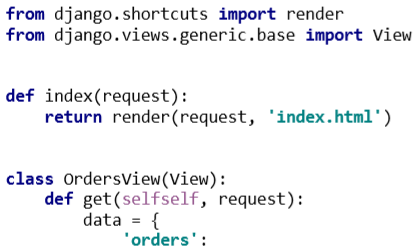 from django.shortcuts import render
from django.views.generic.base import View
def index(request):
    return render(request, 'index.html')
class OrdersView(View):
    def get(selfself, request):
        data = {
            'orders':